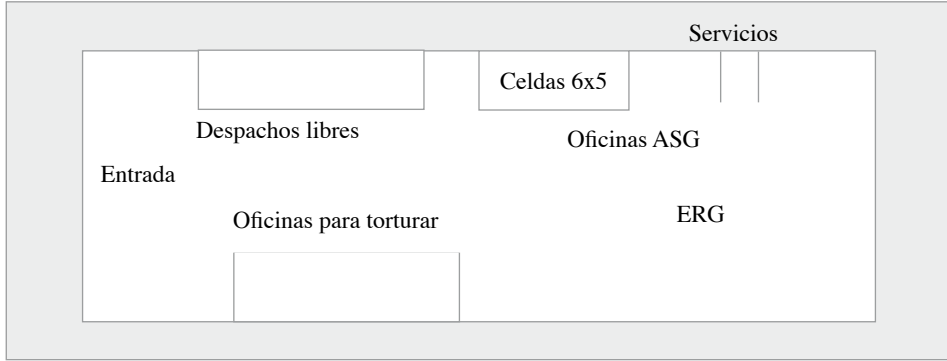 Servicios
Celdas 6x5
Despachos libres
Oficinas ASG
Entrada
Oficinas para torturar
ERG